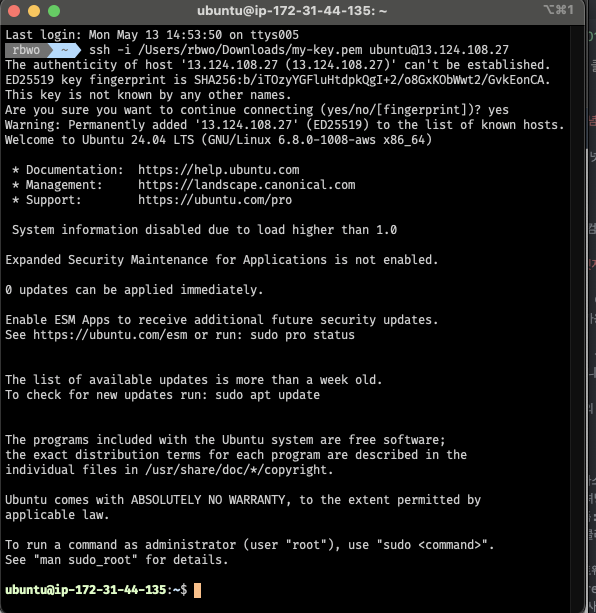 ubuntu@ip-172-31-44-135: ~
⌥⌘1
Last login: Mon May 13 14:53:50 on ttys005
rbwo ~ ssh -i /Users/rbwo/Downloads/my-key.pem ubuntu@13.124.108.27
The authenticity of host '13.124.108.27 (13.124.108.27)' can't be established.
ED25519 key fingerprint is SHA256:b/iTOzyYGFluHtdpkQgI+2/o8GxKObWwt2/GvkEonCA.
This key is not known by any other names.
Are you sure you want to continue connecting (yes/no/[fingerprint])? yes
Warning: Permanently added '13.124.108.27' (ED25519) to the list of known hosts.
Welcome to Ubuntu 24.04 LTS (GNU/Linux 6.8.0-1008-aws x86_64)
* Documentation:  https://help.ubuntu.com
* Management:     https://landscape.canonical.com
* Support:        https://ubuntu.com/pro
System information disabled due to load higher than 1.0
Expanded Security Maintenance for Applications is not enabled.
0 updates can be applied immediately.
Enable ESM Apps to receive additional future security updates.
See https://ubuntu.com/esm or run: sudo pro status
The list of available updates is more than a week old.
To check for new updates run: sudo apt update
The programs included with the Ubuntu system are free software;
the exact distribution terms for each program are described in the
individual files in /usr/share/doc/*/copyright.
Ubuntu comes with ABSOLUTELY NO WARRANTY, to the extent permitted by
applicable law.
To run a command as administrator (user "root"), use "sudo <command>".
See "man sudo_root" for details.
ubuntu@ip-172-31-44-135:~$